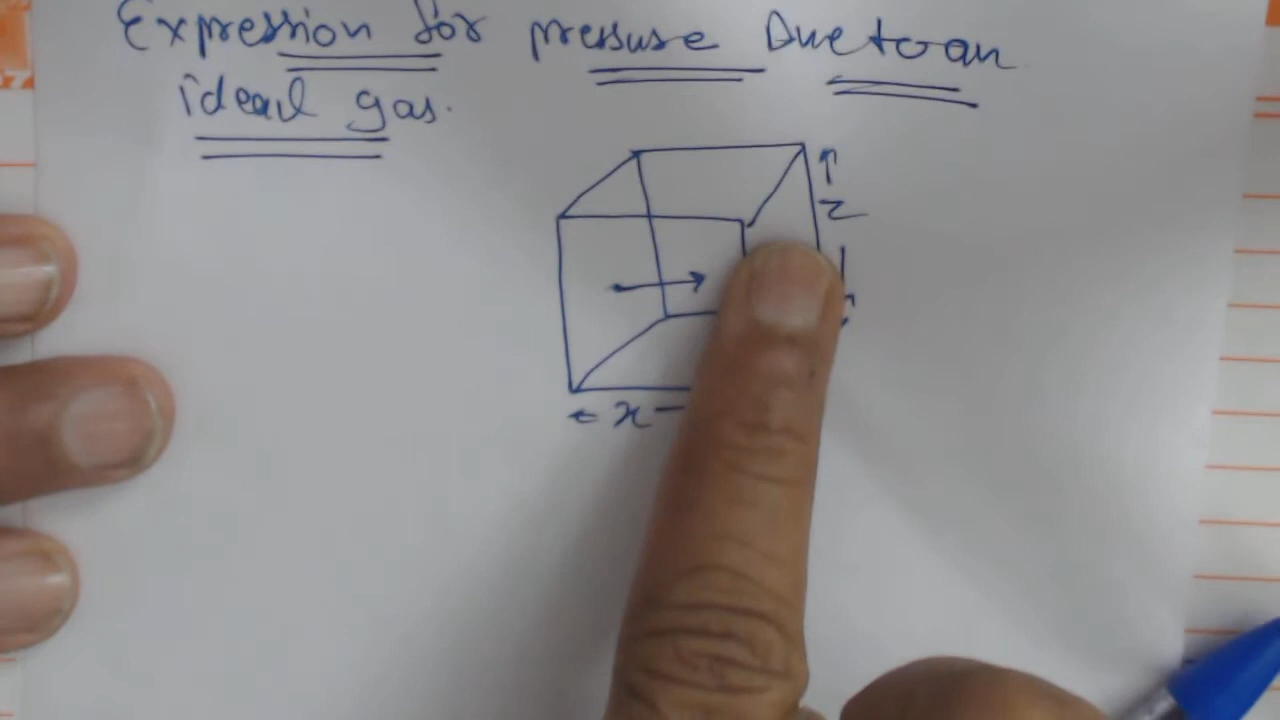 Expression for pressure Due to an
ideal gas.
z
x